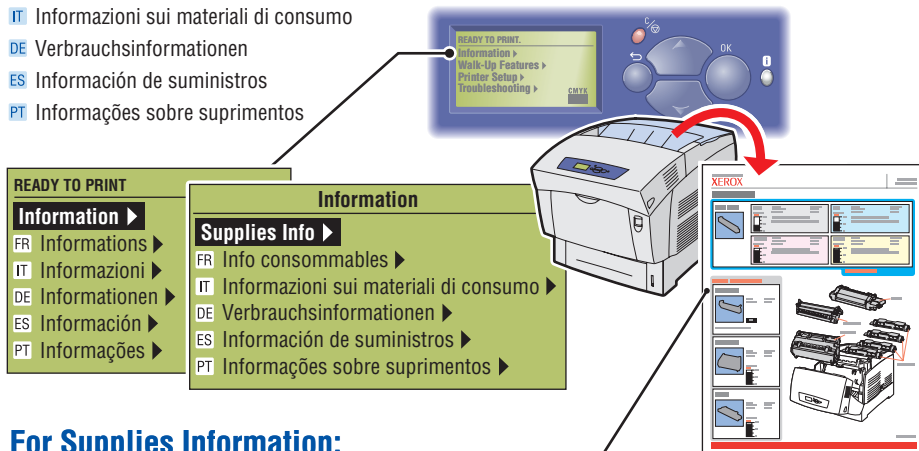 IT Informazioni sui materiali di consumo
DE Verbrauchsinformationen
ES Información de suministros
PT Informações sobre suprimentos
READY TO PRINT.
Information
Walk-Up Features
Printer Setup
Troubleshooting
CMYK
C/
OK
i
READY TO PRINT
Information
FR Informations
IT Informazioni
DE Informationen
ES Información
PT Informações
Information
Supplies Info
FR Info consommables
IT Informazioni sui materiali di consumo
DE Verbrauchsinformationen
ES Información de suministros
PT Informações sobre suprimentos
XEROX
For Supplies Information: